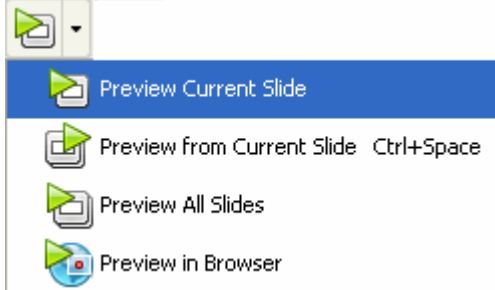 Preview Current Slide
Preview from Current Slide Ctrl+Space
Preview All Slides
Preview in Browser